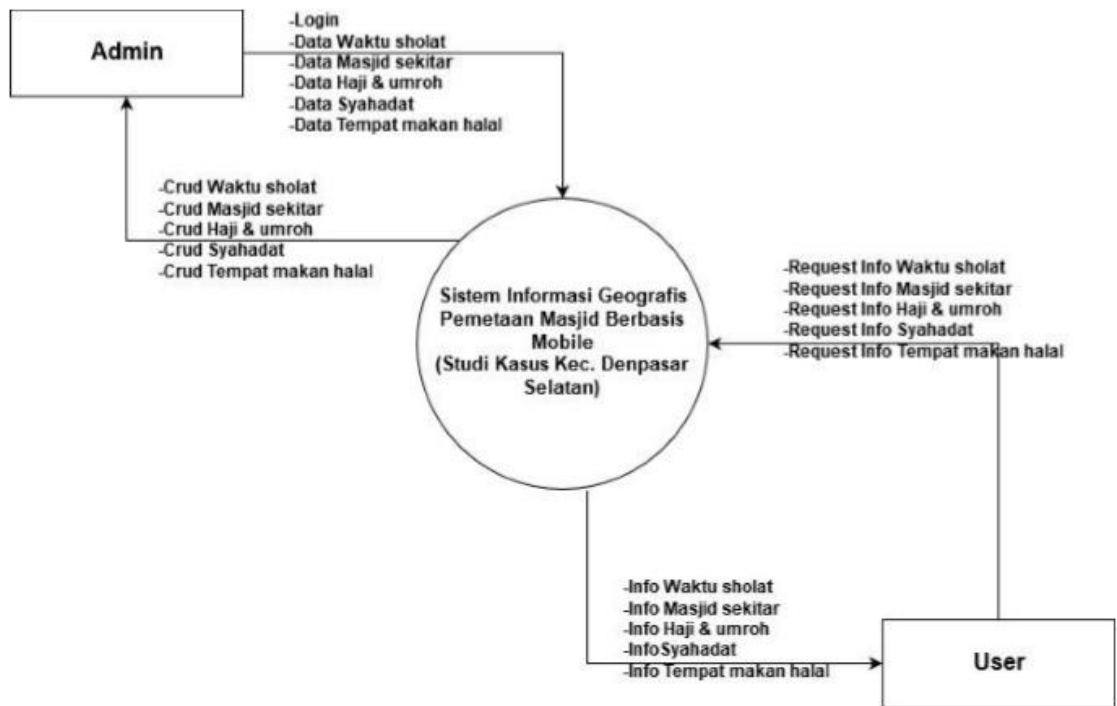 Admin
-Login
-Data Waktu sholat
-Data Masjid sekitar
-Data Haji & umroh
-Data Syahadat
-Data Tempat makan halal
-Crud Waktu sholat
-Crud Masjid sekitar
-Crud Haji & umroh
-Crud Syahadat
-Crud Tempat makan halal
Sistem Informasi Geografis
Pemetaan Masjid Berbasis
Mobile
(Studi Kasus Kec. Denpasar
Selatan)
-Request Info Waktu sholat
-Request Info Masjid sekitar
-Request Info Haji & umroh
-Request Info Syahadat
-Request Info Tempat makan halal
-Info Waktu sholat
-Info Masjid sekitar
-Info Haji & umroh
-InfoSyahadat
-Info Tempat makan halal
User